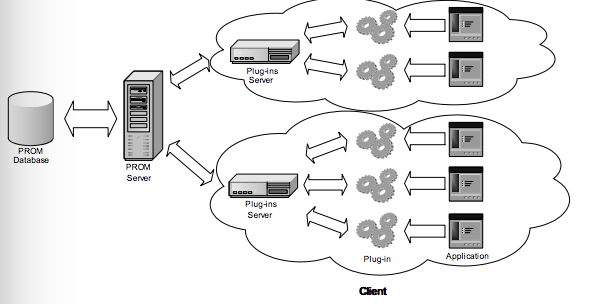 Plug-ins
Server
PROM
Database
PROM
Server
Plug-ins
Server
Plug-in
Application
Client